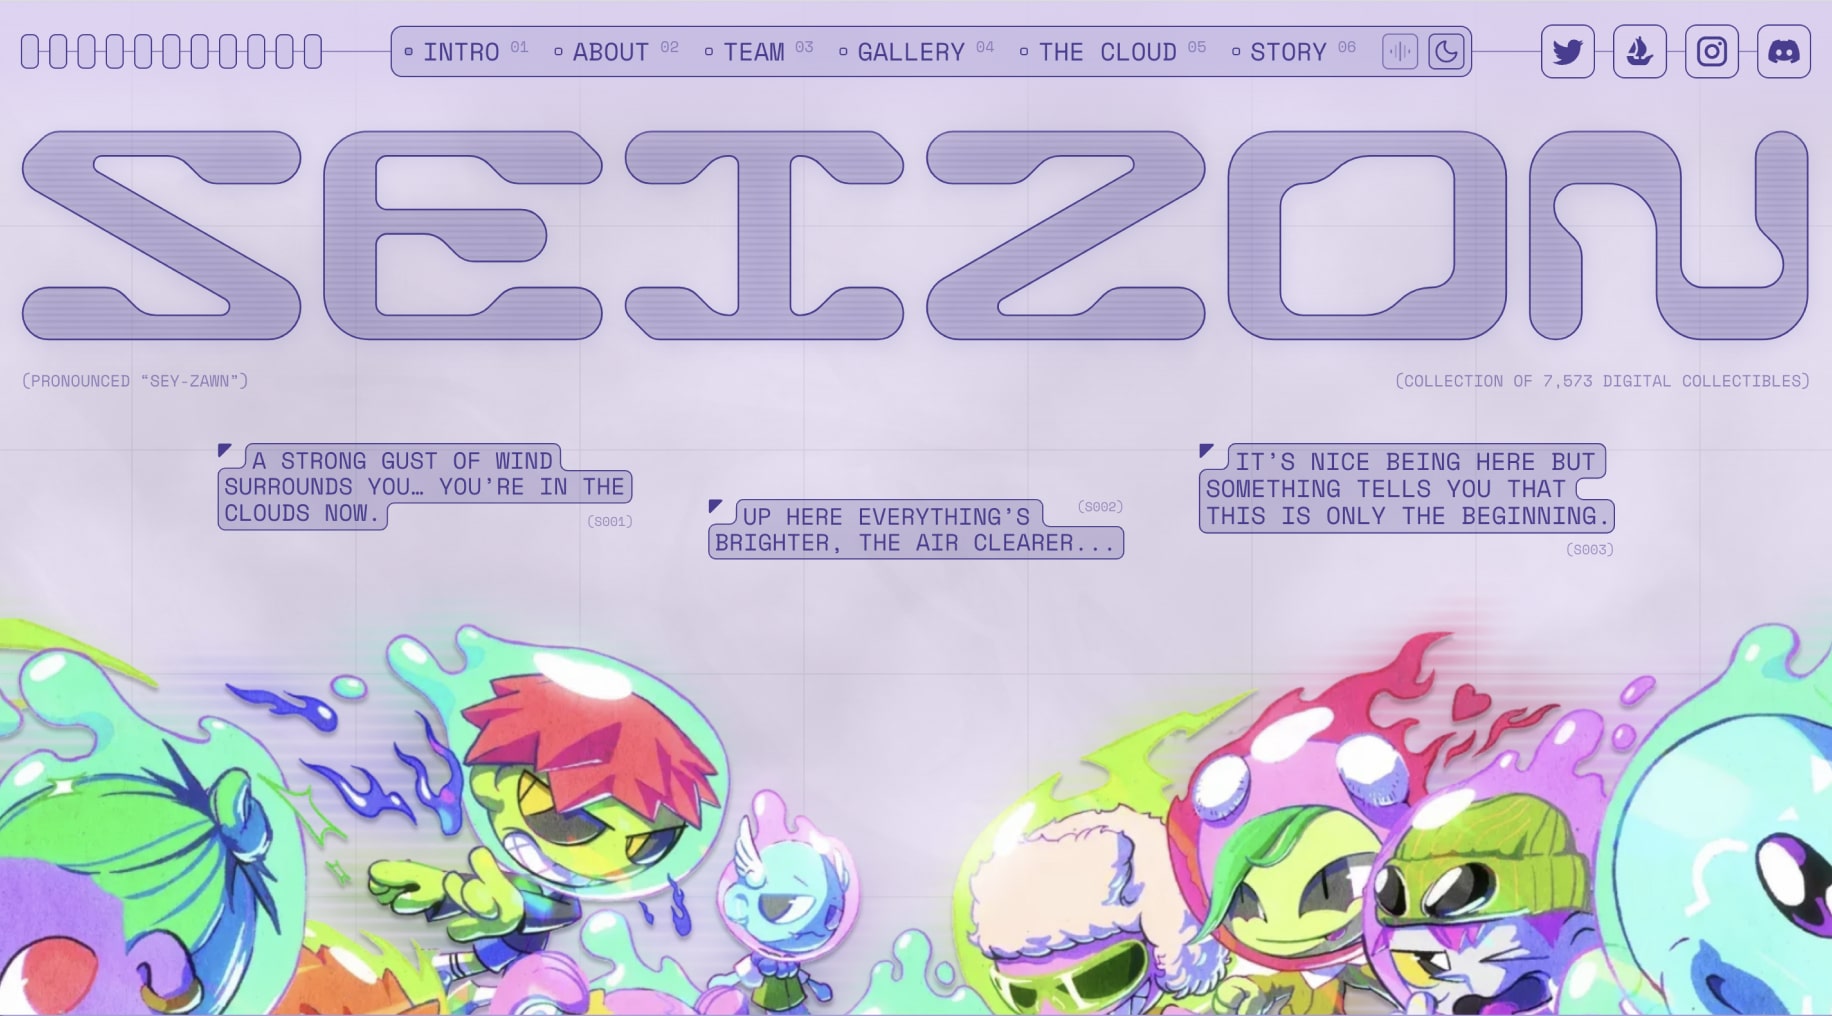 INTRO 01 ABOUT 02 TEAM 03 GALLERY 04 THE CLOUD 05 STORY 06
SEIZON
(PRONOUNCED “SEY-ZAWN”)
(COLLECTION OF 7,573 DIGITAL COLLECTIBLES)
A STRONG GUST OF WIND
SURROUNDS YOU… YOU’RE IN THE
CLOUDS NOW.
(S001)
UP HERE EVERYTHING’S
(S002)
BRIGHTER, THE AIR CLEARER...
IT’S NICE BEING HERE BUT
SOMETHING TELLS YOU THAT
THIS IS ONLY THE BEGINNING.
(S003)